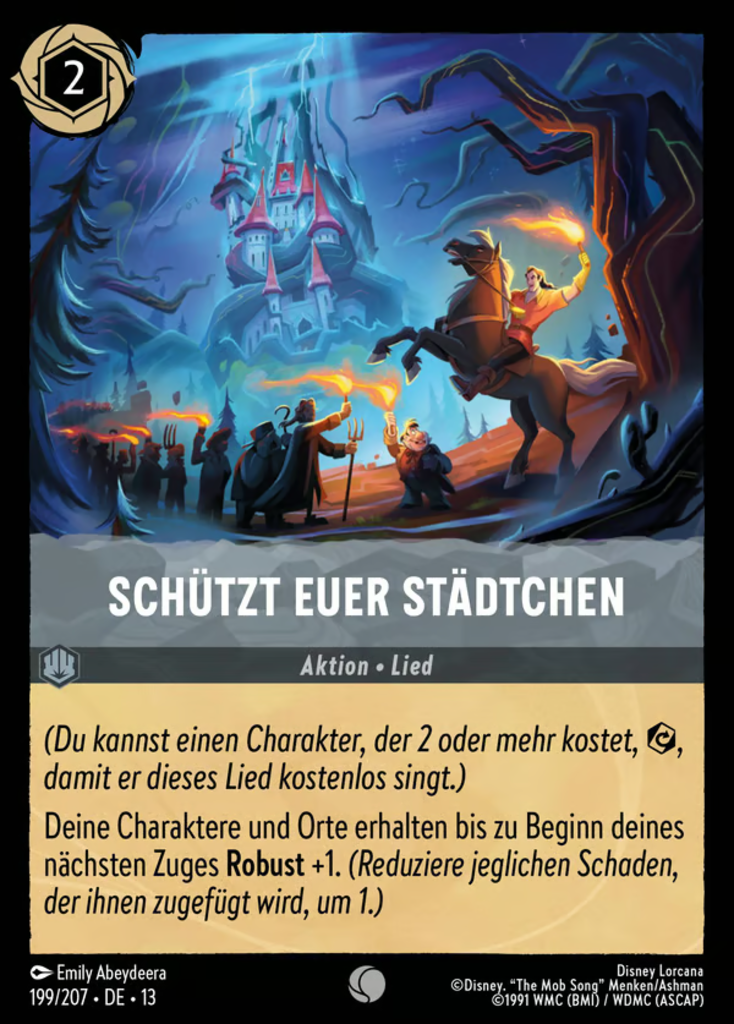 2
SCHÜTZT EUER STÄDTCHEN
Aktion • Lied
(Du kannst einen Charakter, der 2 oder mehr kostet, ,
damit er dieses Lied kostenlos singt.)
Deine Charaktere und Orte erhalten bis zu Beginn deines
nächsten Zuges Robust +1. (Reduziere jeglichen Schaden,
der ihnen zugefügt wird, um 1.)
Emily Abeydeera
199/207 • DE • 13
Disney Lorcana
©Disney. "The Mob Song" Menken/Ashman
©1991 WMC (BMI) / WDMC (ASCAP)